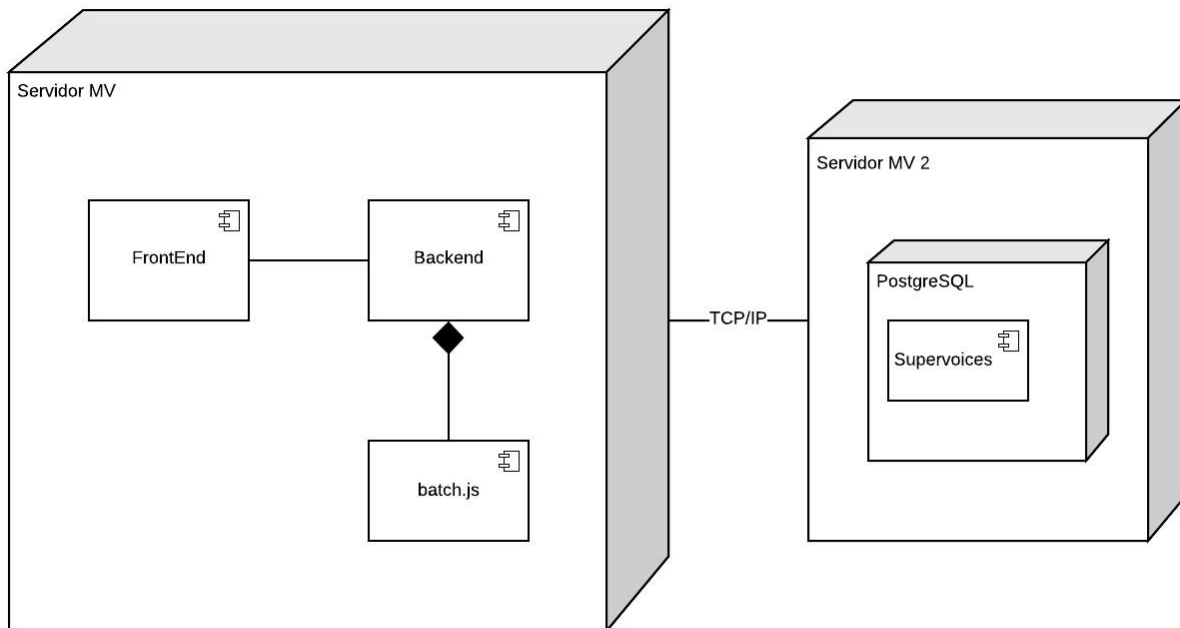 Servidor MV
FrontEnd
Backend
batch.js
TCP/IP
Servidor MV 2
PostgreSQL
Supervoices